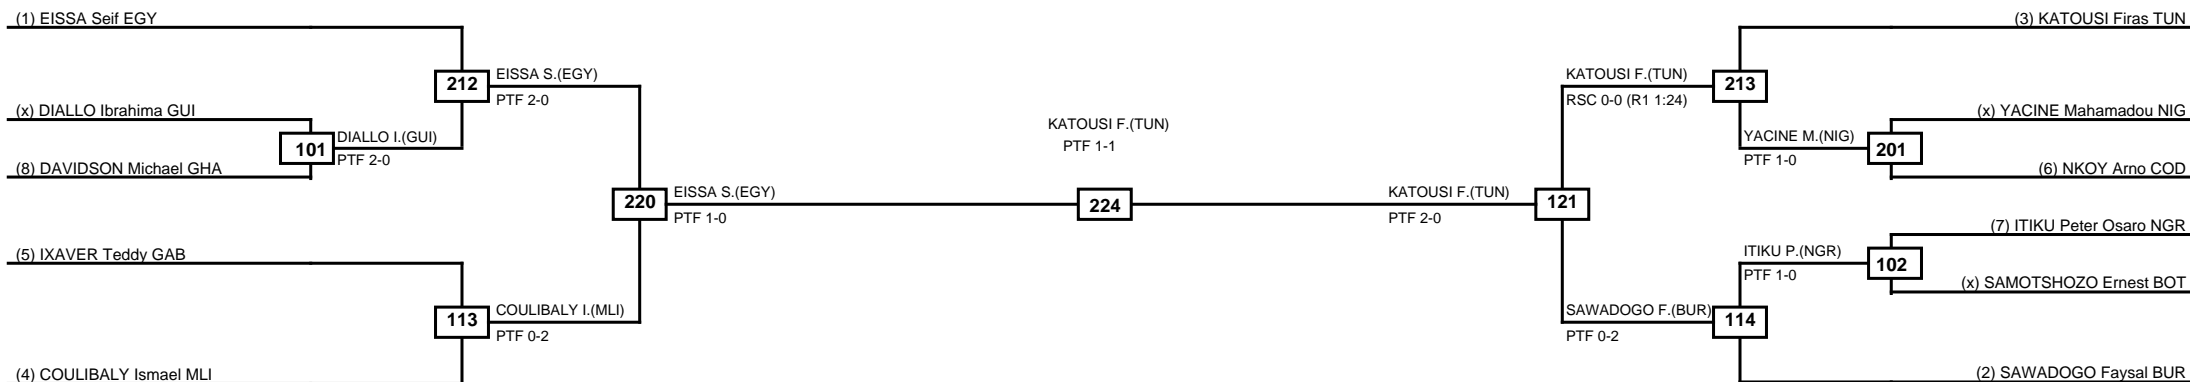 (1) EISSA Seif EGY
(3) KATOUSI Firas TUN
212
EISSA S.(EGY)
PTF 2-0
KATOUSI F.(TUN)
RSC 0-0 (R1 1:24)
213
(x) DIALLO Ibrahima GUI
(x) YACINE Mahamadou NIG
KATOUSI F.(TUN)
PTF 1-1
101
DIALLO I.(GUI)
PTF 2-0
YACINE M.(NIG)
PTF 1-0
201
(8) DAVIDSON Michael GHA
(6) NKOY Arno COD
220
EISSA S.(EGY)
PTF 1-0
224
KATOUSI F.(TUN)
PTF 2-0
121
(5) IXAVER Teddy GAB
(7) ITIKU Peter Osaro NGR
ITIKU P.(NGR)
PTF 1-0
102
(x) SAMOTSHOZO Ernest BOT
113
COULIBALY I.(MLI)
PTF 0-2
SAWADOGO F.(BUR)
PTF 0-2
114
(4) COULIBALY Ismael MLI
(2) SAWADOGO Faysal BUR